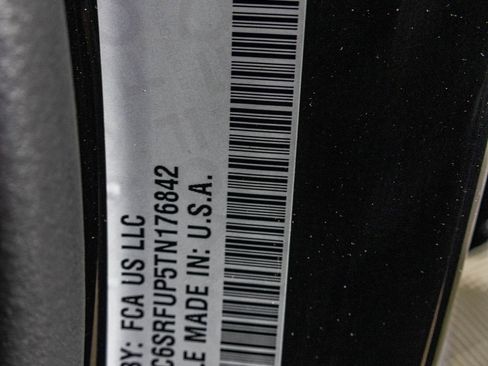 BY: FCA US LLC
C6SRFUP5TN176842
LE MADE IN: U.S.A.